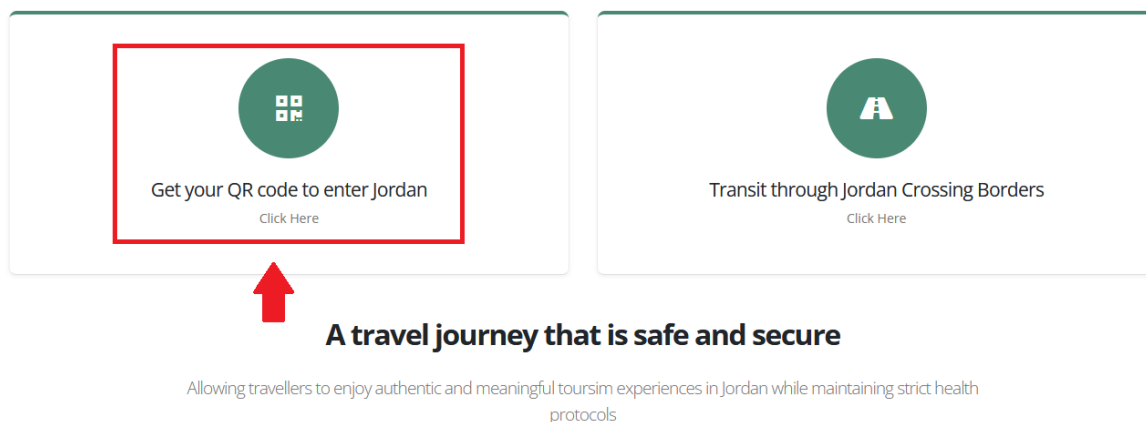 Get your QR code to enter Jordan
Click Here
Transit through Jordan Crossing Borders
Click Here
A travel journey that is safe and secure
Allowing travellers to enjoy authentic and meaningful toursim experiences in Jordan while maintaining strict health
protocols